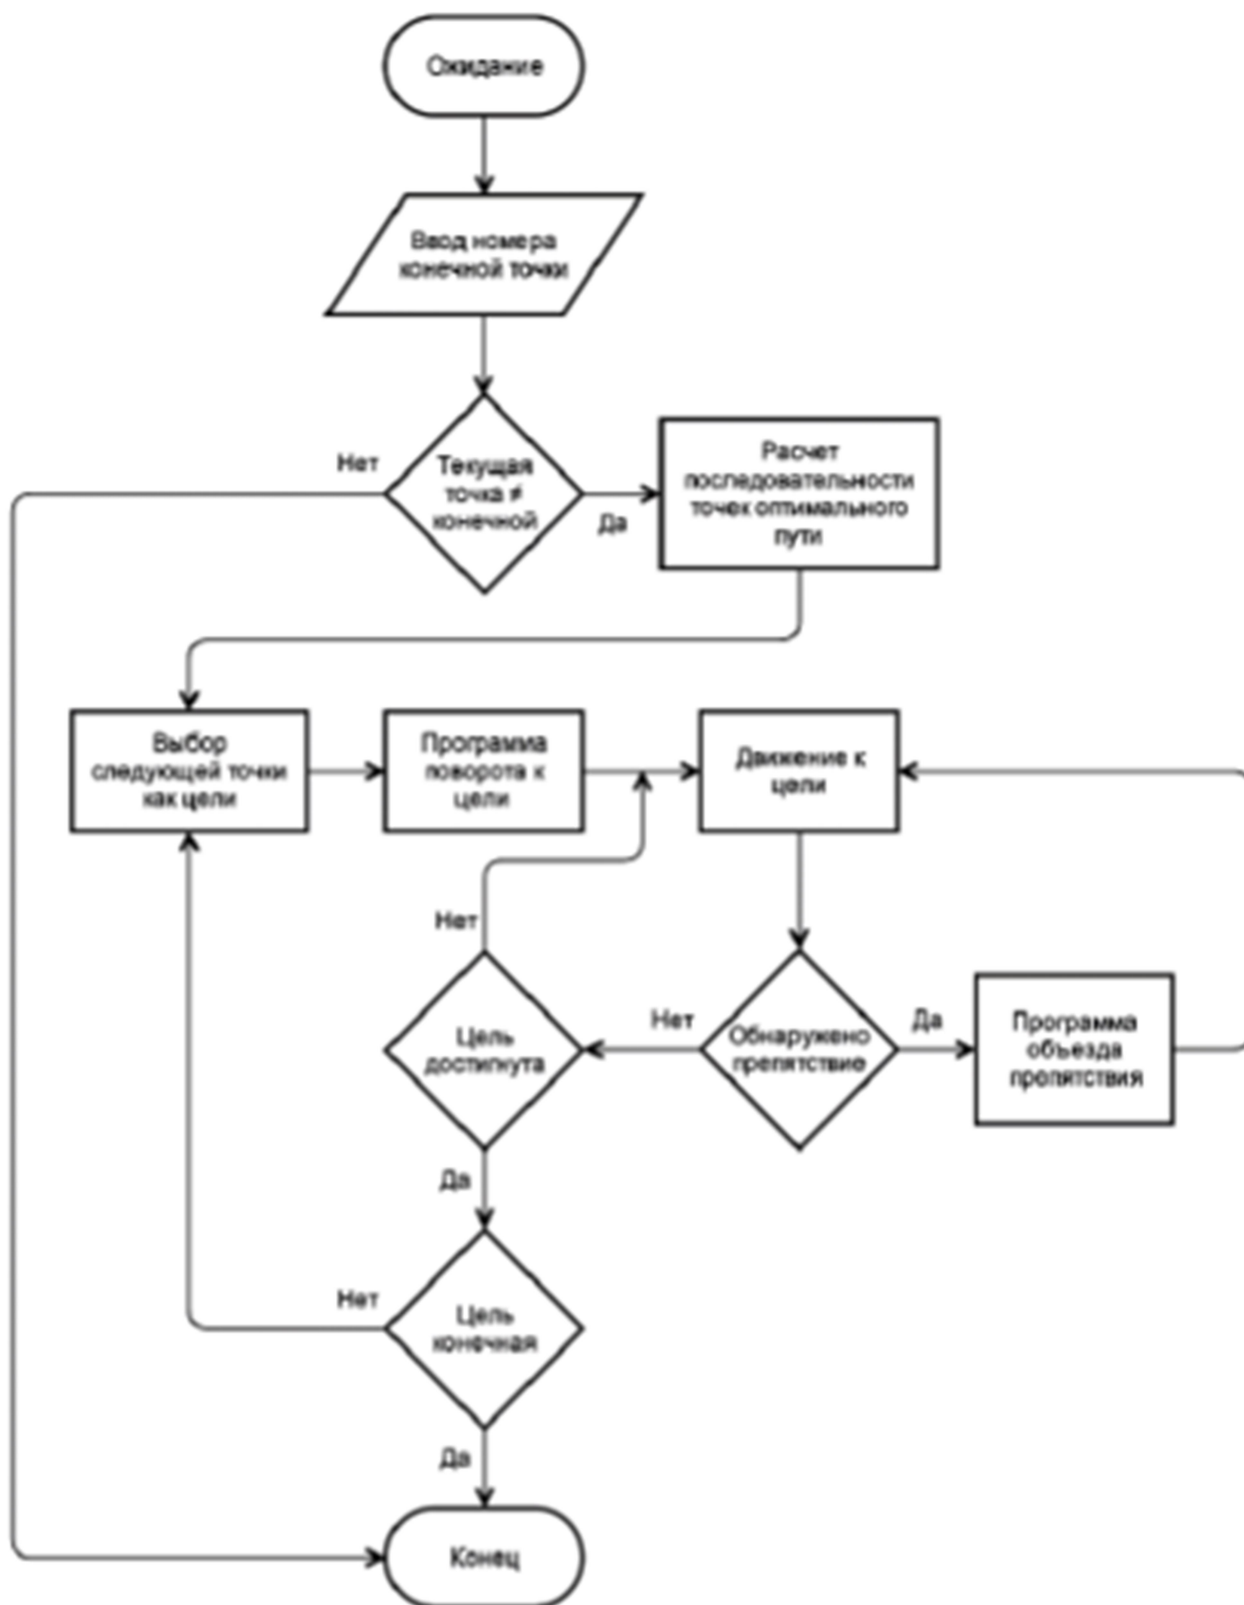 Ожидание
Ввод номера
конечной точки
Нет
Текущая
точка ≠
конечной
Да
Расчет
последовательности
точек оптимального
пути
Выбор
следующей точки
как цели
Программа
поворота к
цели
Движение к
цели
Нет
Цель
достигнута
Нет
Обнаружено
препятствие
Да
Программа
объезда
препятствия
Да
Нет
Цель
конечная
Да
Конец